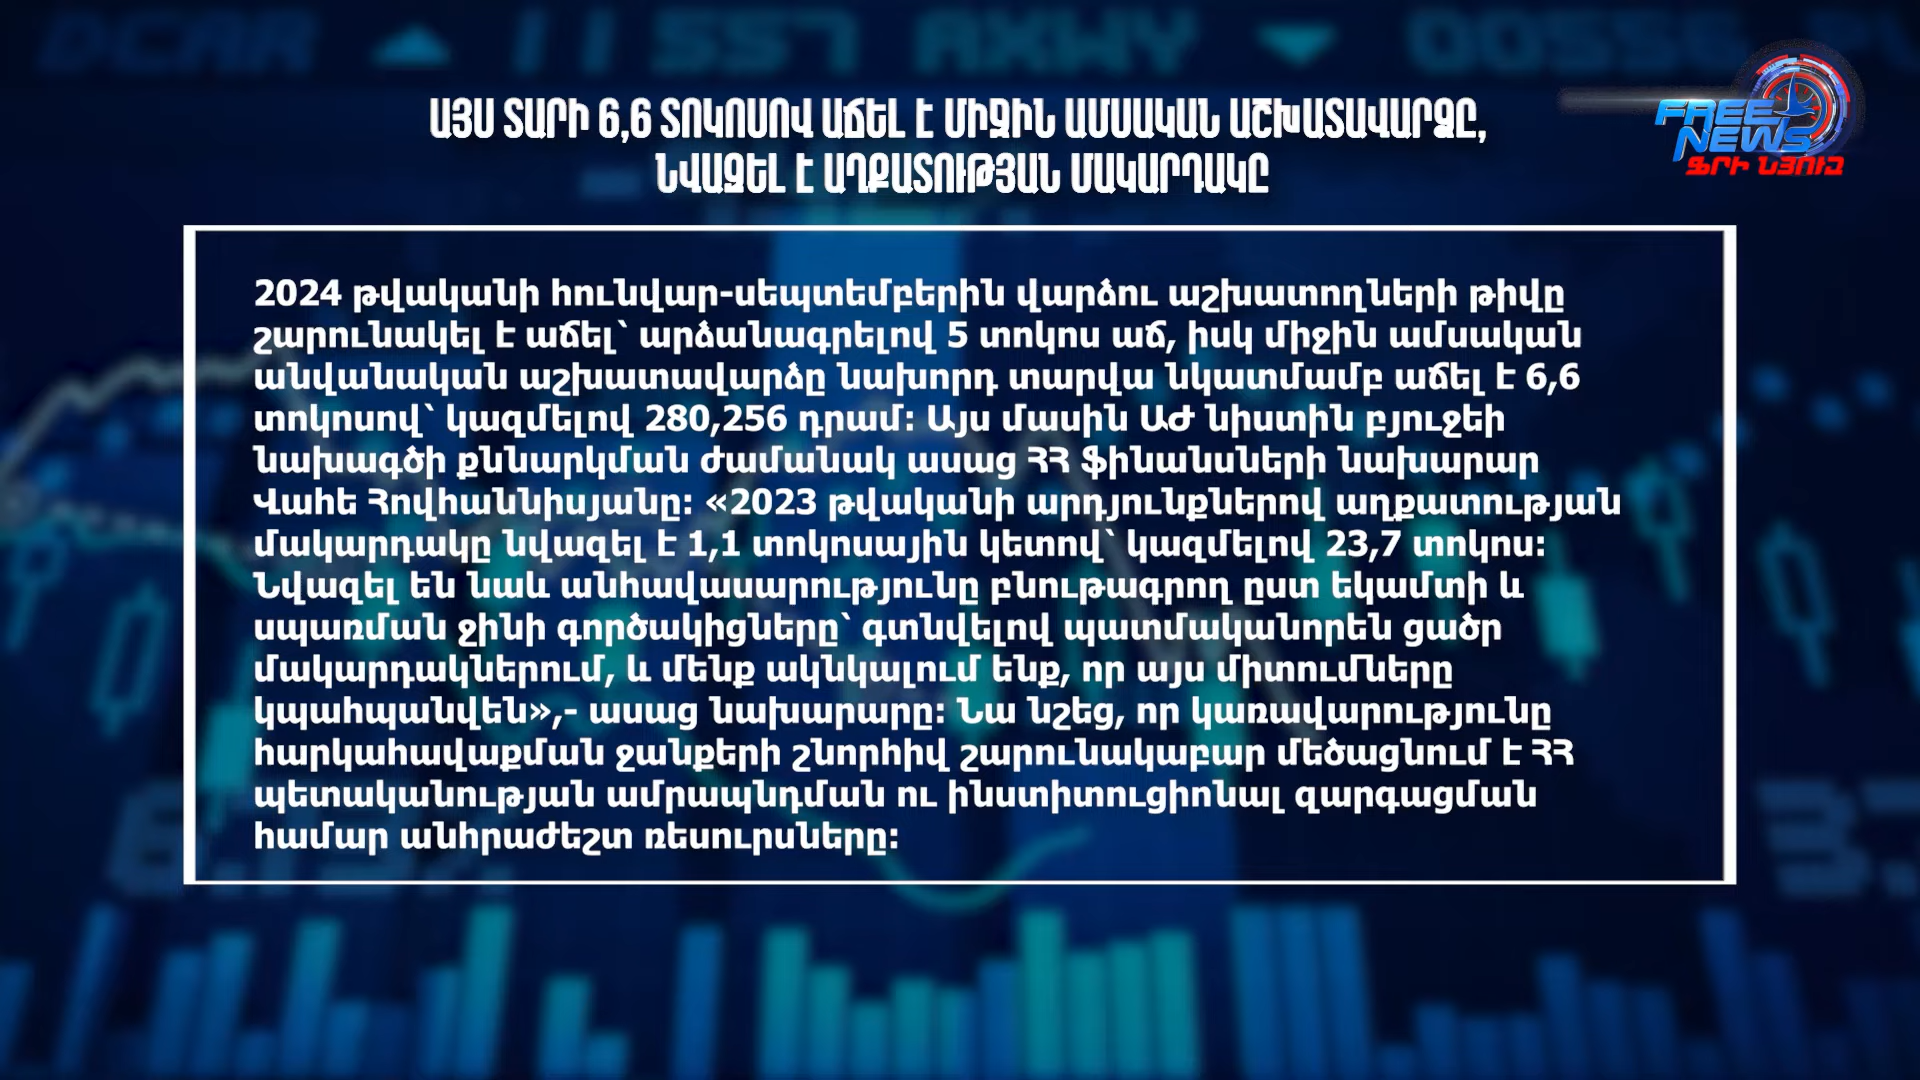 DCAR 11 557 AXWY 00556 PL
ԱՅՍ ՏԱՐԻ 6,6 ՏՈԿՈՍՈՎ ԱՃԵԼ Է ՄԻՋԻՆ ԱՄՍԱԿԱՆ ԱՇԽԱՏԱՎԱՐՁԸ,
ՆՎԱԶԵԼ Է ԱՂՔԱՏՈՒԹՅԱՆ ՄԱԿԱՐԴԱԿԸ
FREE
NEWS
ՖՐԻ ՆՅՈՒԶ
2024 թվականի հունվար-սեպտեմբերին վարձու աշխատողների թիվը
շարունակել է աճել՝ արձանագրելով 5 տոկոս աճ, իսկ միջին ամսական
անվանական աշխատավարձը նախորդ տարվա նկատմամբ աճել է 6,6
տոկոսով՝ կազմելով 280,256 դրամ: Այս մասին ԱԺ նիստին բյուջեի
նախագծի քննարկման ժամանակ ասաց ՀՀ ֆինանսների նախարար
Վահե Հովհաննիսյանը: «2023 թվականի արդյունքներով աղքատության
մակարդակը նվազել է 1,1 տոկոսային կետով՝ կազմելով 23,7 տոկոս:
Նվազել են նաև անհավասարությունը բնութագրող ըստ եկամտի և
սպառման ջինի գործակիցները՝ գտնվելով պատմականորեն ցածր
մակարդակներում, և մենք ակնկալում ենք, որ այս միտումները
կպահպանվեն»,- ասաց նախարարը: Նա նշեց, որ կառավարությունը
հարկահավաքման ջանքերի շնորհիվ շարունակաբար մեծացնում է ՀՀ
պետականության ամրապնդման ու ինստիտուցիոնալ զարգացման
համար անհրաժեշտ ռեսուրսները: